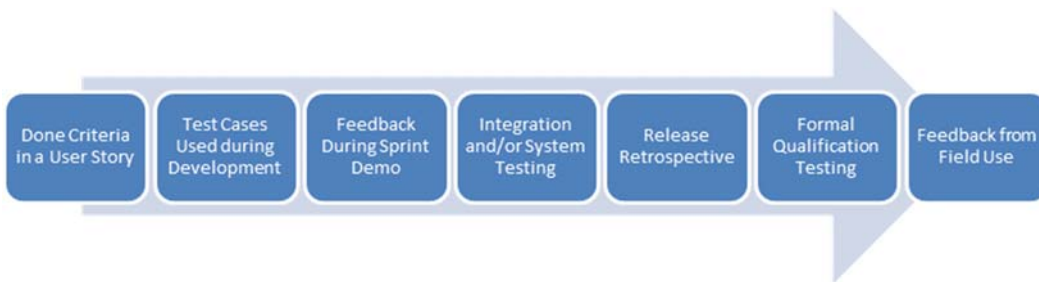 Done Criteria
in a User Story
Test Cases
Used during
Development
Feedback
During Sprint
Demo
Integration
and/or System
Testing
Release
Retrospective
Formal
Qualification
Testing
Feedback from
Field Use